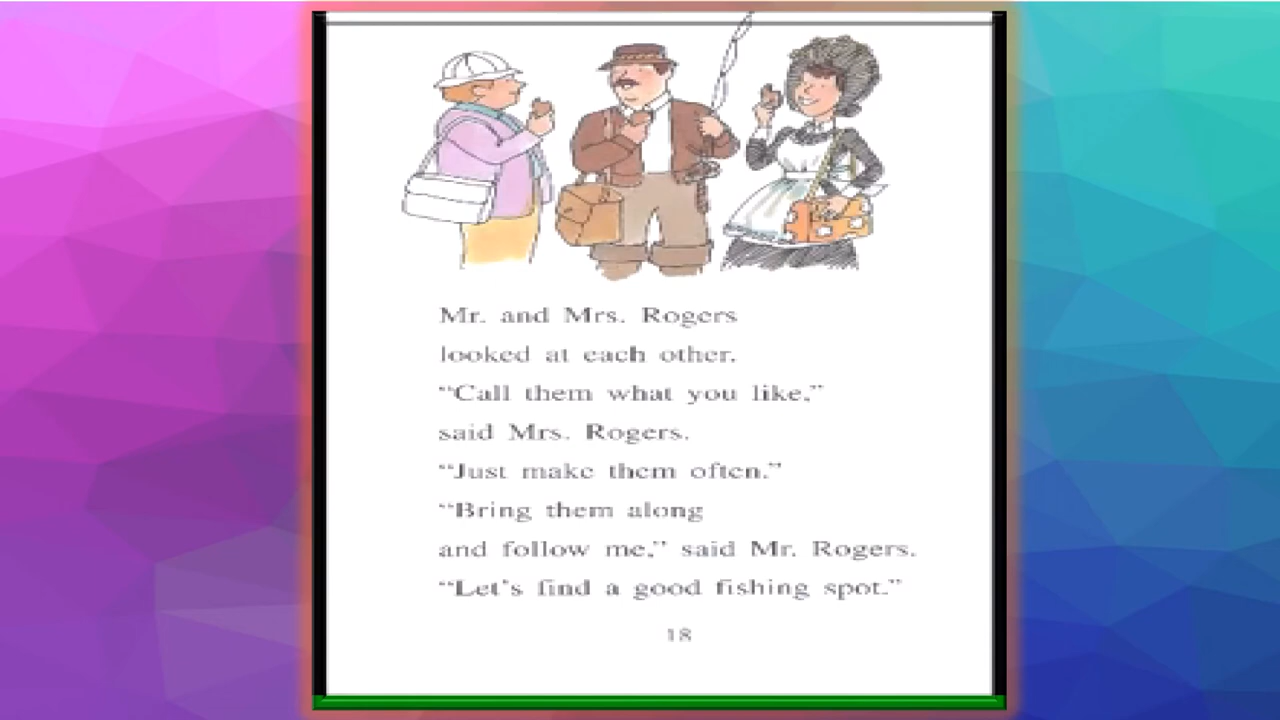 Mr. and Mrs. Rogers
looked at each other.
“Call them what you like,”
said Mrs. Rogers.
“Just make them often.”
“Bring them along
and follow me,” said Mr. Rogers.
“Let’s find a good fishing spot.”
18